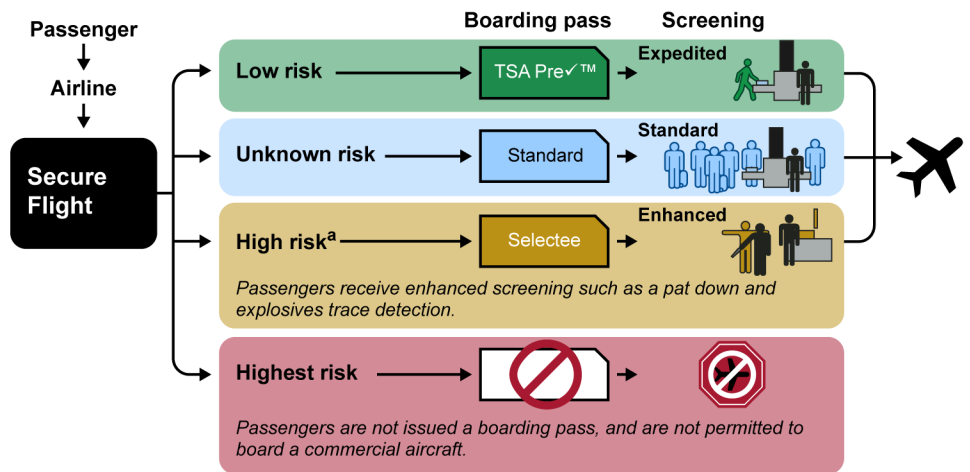 Boarding pass
Screening
Passenger
Airline
Secure
Flight
Low risk
TSA Pre✓™
Expedited
Unknown risk
Standard
Standard
High riskᵃ
Selectee
Enhanced
Passengers receive enhanced screening such as a pat down and
explosives trace detection.
Highest risk
Passengers are not issued a boarding pass, and are not permitted to
board a commercial aircraft.